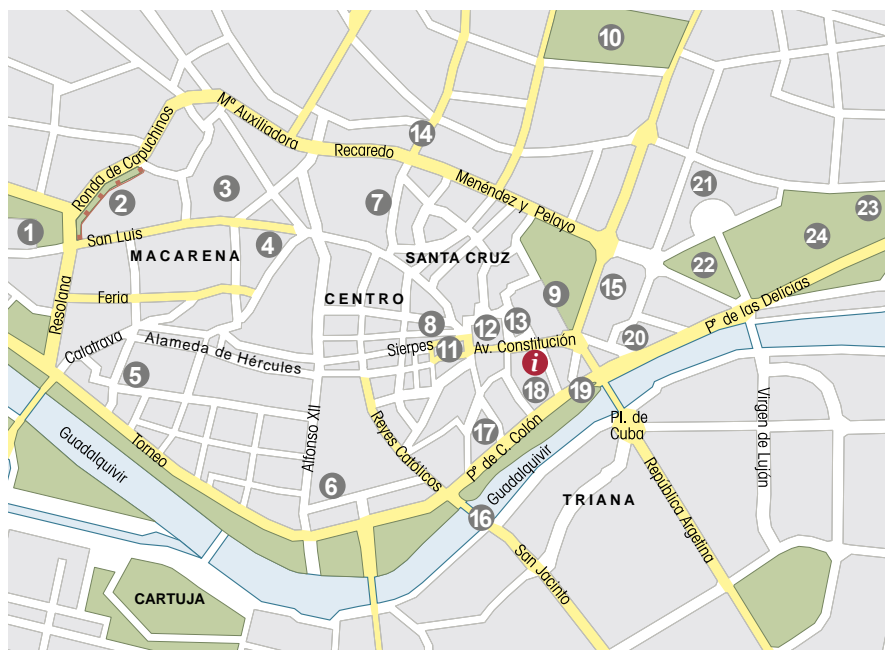 10
Mª Auxiliadora
14
Recaredo
Ronda de Capuchinos
Menéndez y Pelayo
3
2
7
21
23
1
San Luis
4
MACARENA
SANTA CRUZ
24
22
9
15
Resolana
Feria
CENTRO
8
12
13
Pº de las Delicias
Calatrava
Alameda de Hércules
Sierpes
11
Av. Constitución
20
i
5
18
19
Virgen de Luján
Pl. de
Cuba
17
Torneo
Guadalquivir
Alfonso XII
Reyes Católicos
Pº de C. Colón
Guadalquivir
República Argetina
6
TRIANA
16
San Jacinto
CARTUJA